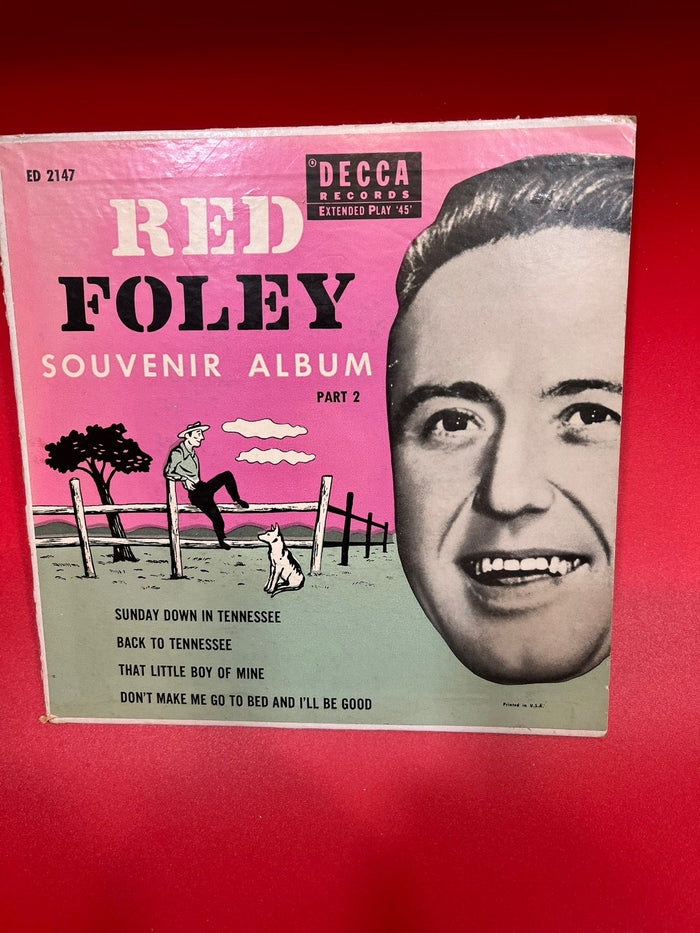 ED 2147
® DECCA
RECORDS
EXTENDED PLAY '45'
RED
FOLEY
SOUVENIR ALBUM
PART 2
SUNDAY DOWN IN TENNESSEE
BACK TO TENNESSEE
THAT LITTLE BOY OF MINE
DON'T MAKE ME GO TO BED AND I'LL BE GOOD
Printed in U.S.A.